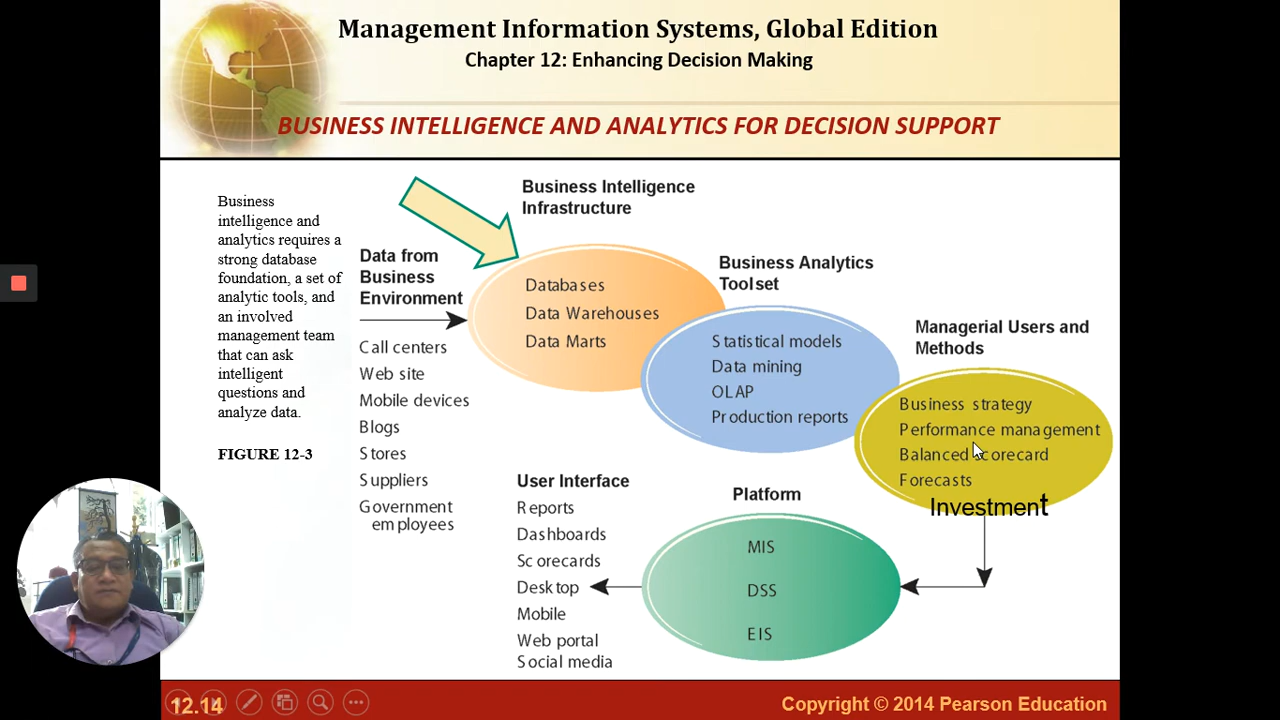 Management Information Systems, Global Edition
Chapter 12: Enhancing Decision Making
BUSINESS INTELLIGENCE AND ANALYTICS FOR DECISION SUPPORT
Business
intelligence and
analytics requires a
strong database
foundation, a set of
analytic tools, and
an involved
management team
that can ask
intelligent
questions and
analyze data.
FIGURE 12-3
Data from
Business
Environment
Call centers
Web site
Mobile devices
Blogs
Stores
Suppliers
Government
employees
Business Intelligence
Infrastructure
Databases
Data Warehouses
Data Marts
Business Analytics
Toolset
Statistical models
Data mining
OLAP
Production reports
Managerial Users and
Methods
Business strategy
Performance management
Balanced scorecard
Forecasts
Investment
Platform
MIS
DSS
EIS
User Interface
Reports
Dashboards
Scorecards
Desktop
Mobile
Web portal
Social media
12.14
Copyright © 2014 Pearson Education